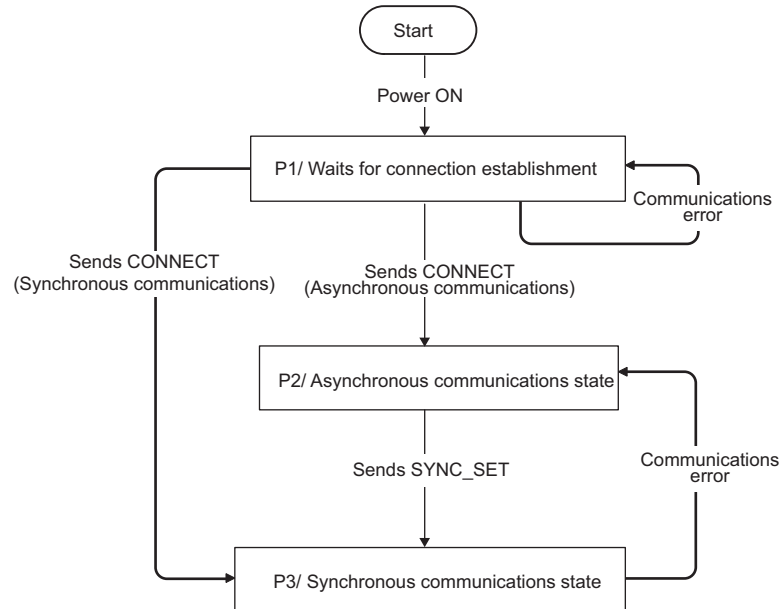 Start
Power ON
P1/ Waits for connection establishment
Communications
error
Sends CONNECT
(Synchronous communications)
Sends CONNECT
(Asynchronous communications)
P2/ Asynchronous communications state
Sends SYNC_SET
Communications
error
P3/ Synchronous communications state